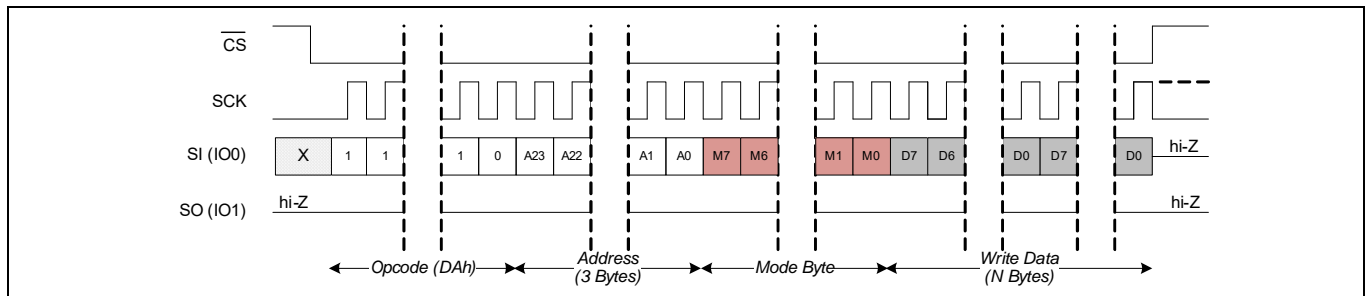 CS
SCK
SI (IO0) X 1 1 1 0 A23 A22 A1 A0 M7 M6 M1 M0 D7 D6 D0 D7 D0 hi-Z
SO (IO1) hi-Z hi-Z
Opcode (DAh) Address (3 Bytes) Mode Byte Write Data (N Bytes)